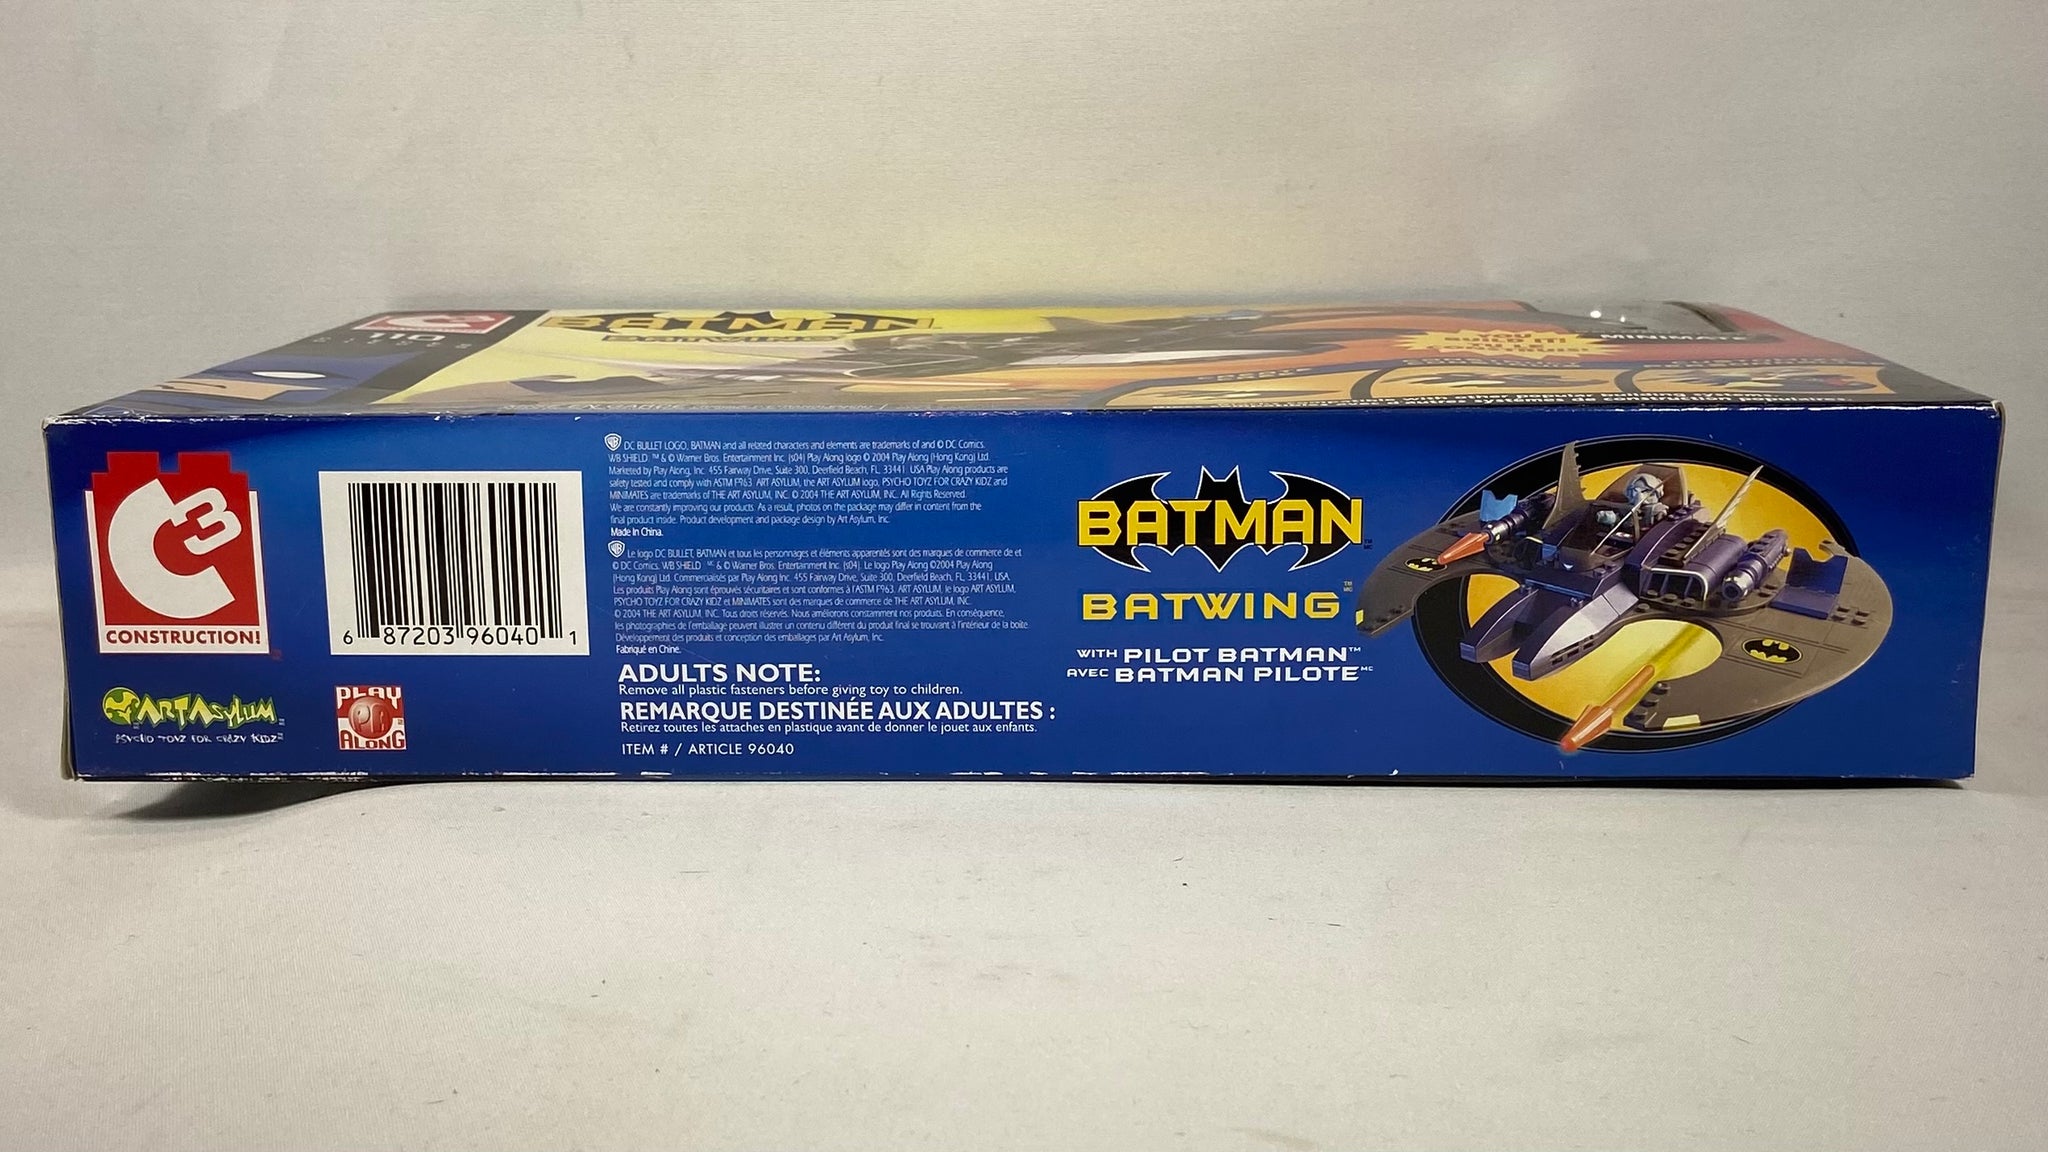 C3
110
BATMAN
BATWING
YOU
BUILD IT!
MINIMATE
C3
CONSTRUCTION!
ARTASYLUM
PSYCHO TOYZ FOR CRAZY KIDZ
6 87203 96040 1
PLAY
PA
ALONG
WB DC BULLET LOGO, BATMAN and all related characters and elements are trademarks of and © DC Comics.
WB SHIELD: ™ & © Warner Bros. Entertainment Inc. (s04) Play Along logo © 2004 Play Along (Hong Kong) Ltd.
Marketed by Play Along, Inc. 455 Fairway Drive, Suite 300, Deerfield Beach, FL, 33441 USA Play Along products are
safety tested and comply with ASTM F963. ART ASYLUM, the ART ASYLUM logo, PSYCHO TOYZ FOR CRAZY KIDZ and
MINIMATES are trademarks of THE ART ASYLUM, INC. © 2004 THE ART ASYLUM, INC. All Rights Reserved.
We are constantly improving our products. As a result, photos on the package may differ in content from the
final product inside. Product development and package design by Art Asylum, Inc.
Made In China.
WB Le logo DC BULLET, BATMAN et tous les personnages et éléments apparentés sont des marques de commerce de et
© DC Comics. WB SHIELD: MC & © Warner Bros. Entertainment Inc. (s04). Le logo Play Along ©2004 Play Along
(Hong Kong) Ltd. Commercialisés par Play Along Inc. 455 Fairway Drive, Suite 300, Deerfield Beach, FL, 33441, USA.
Les produits Play Along sont éprouvés sécuritaires et sont conformes à l'ASTM F963. ART ASYLUM, le logo ART ASYLUM,
PSYCHO TOYZ FOR CRAZY KIDZ et MINIMATES sont des marques de commerce de THE ART ASYLUM, INC.
© 2004 THE ART ASYLUM, INC. Tous droits réservés. Nous améliorons constamment nos produits. En conséquence,
les photographies de l'emballage peuvent illustrer un contenu différent du produit final se trouvant à l'intérieur de la boîte.
Développement des produits et conception des emballages par Art Asylum, Inc.
Fabriqué en Chine.
ADULTS NOTE:
Remove all plastic fasteners before giving toy to children.
REMARQUE DESTINÉE AUX ADULTES :
Retirez toutes les attaches en plastique avant de donner le jouet aux enfants.
ITEM # / ARTICLE 96040
BATMAN
BATWING
WITH PILOT BATMAN™
AVEC BATMAN PILOTE MC